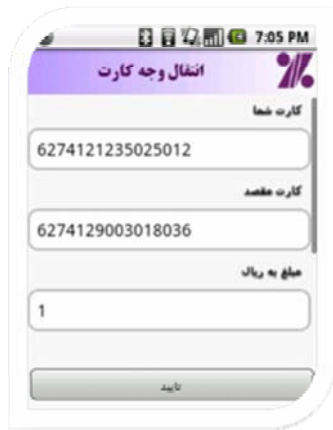 7:05 PM
انتقال وجه کارت
کارت شما
6274121235025012
کارت مقصد
6274129003018036
مبلغ به ریال
1
تایید